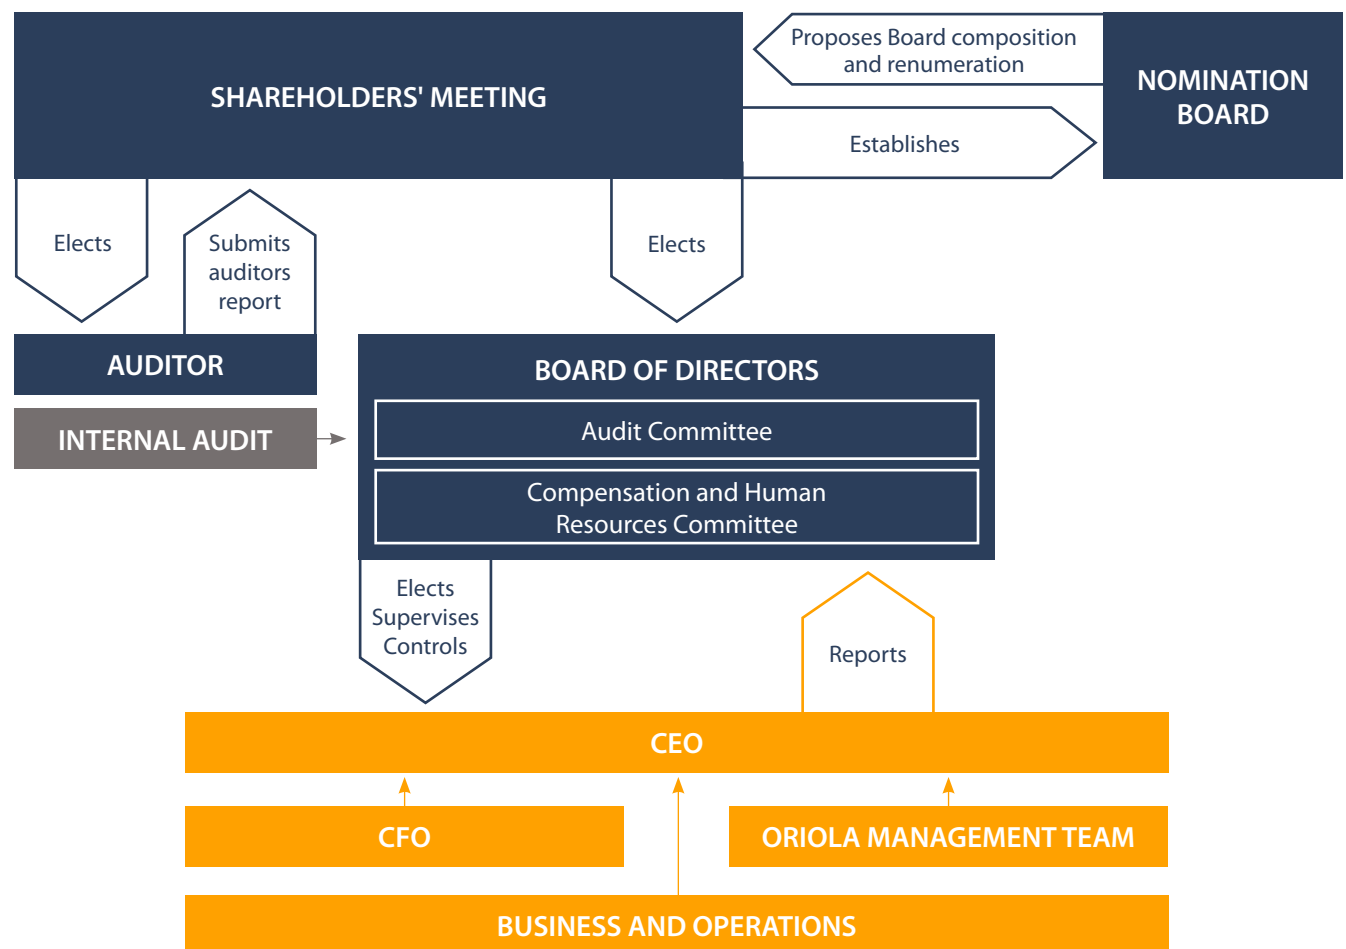 SHAREHOLDERS' MEETING
Proposes Board composition
and renumeration
NOMINATION
BOARD
Establishes
Elects
Submits
auditors
report
Elects
AUDITOR
INTERNAL AUDIT
BOARD OF DIRECTORS
Audit Committee
Compensation and Human
Resources Committee
Elects
Supervises
Controls
Reports
CEO
CFO
ORIOLA MANAGEMENT TEAM
BUSINESS AND OPERATIONS